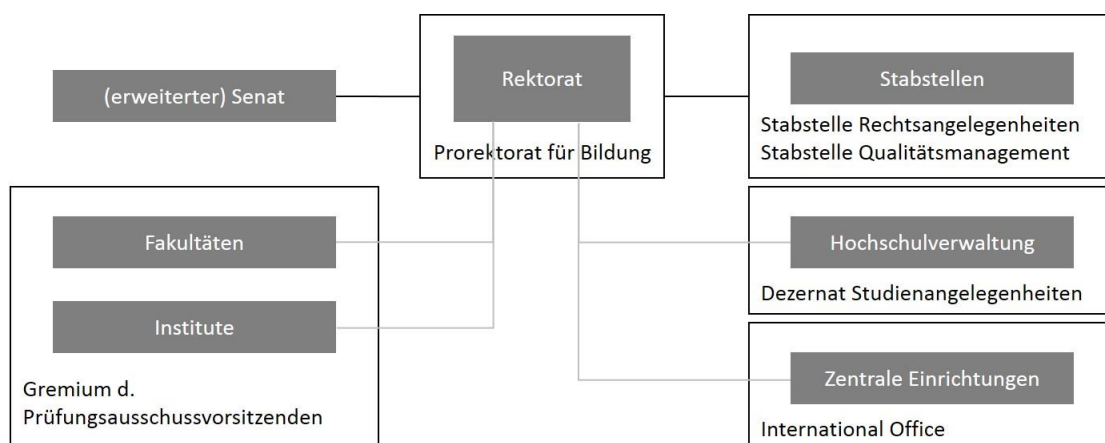 (erweiterter) Senat
Rektorat
Prorektorat für Bildung
Stabstellen
Stabstelle Rechtsangelegenheiten
Stabstelle Qualitätsmanagement
Fakultäten
Institute
Gremium d.
Prüfungsausschussvorsitzenden
Hochschulverwaltung
Dezernat Studienangelegenheiten
Zentrale Einrichtungen
International Office